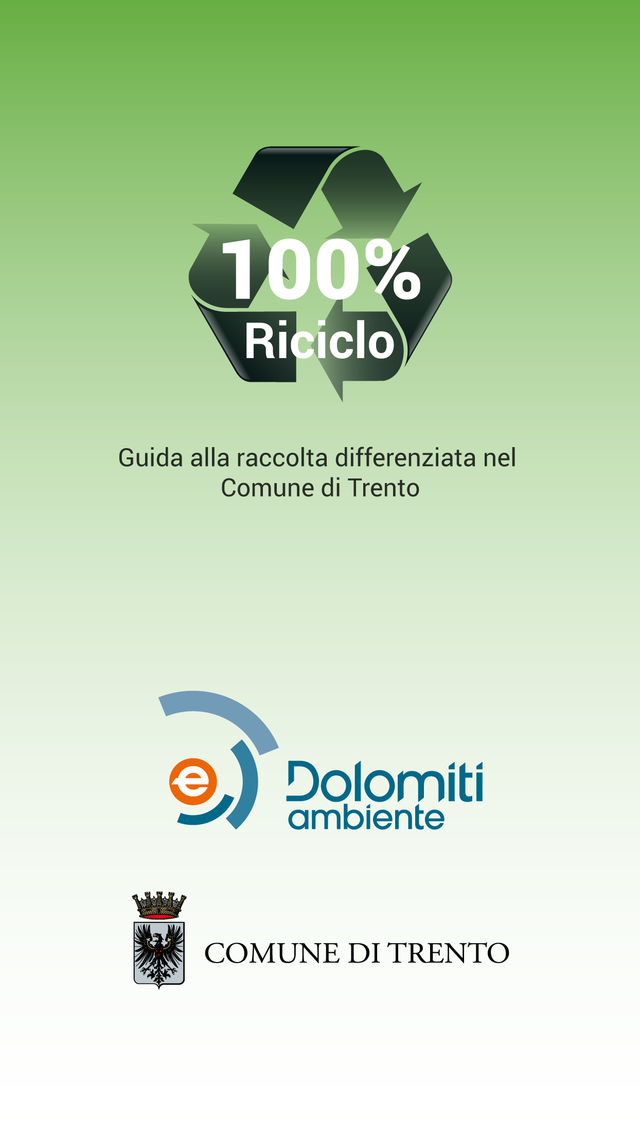 100%
Riciclo
Guida alla raccolta differenziata nel
Comune di Trento
e
Dolomiti
ambiente
COMUNE DI TRENTO